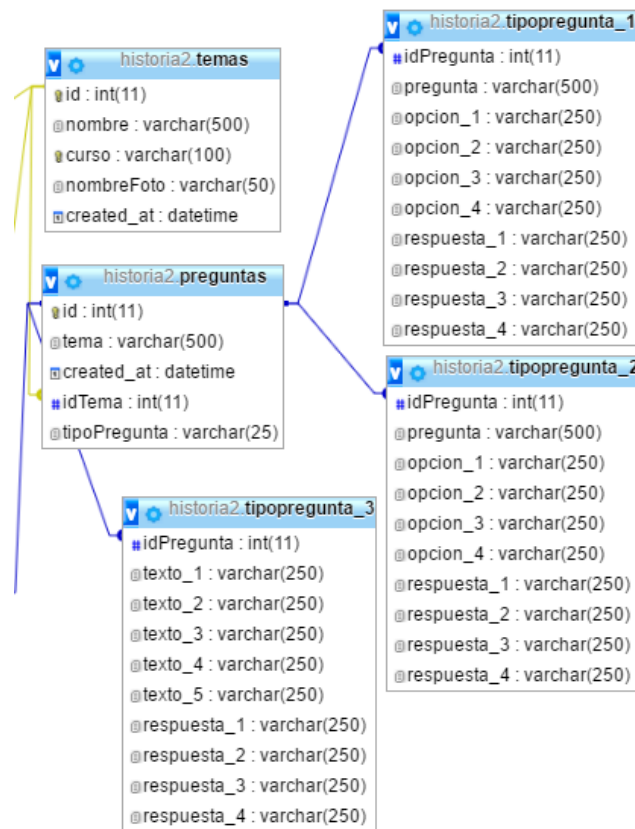 historia2.temas
id : int(11)
nombre : varchar(500)
curso : varchar(100)
nombreFoto : varchar(50)
created_at : datetime
historia2.preguntas
id : int(11)
tema : varchar(500)
created_at : datetime
idTema : int(11)
tipoPregunta : varchar(25)
historia2.tipopregunta_1
#idPregunta : int(11)
pregunta : varchar(500)
opcion_1 : varchar(250)
opcion_2 : varchar(250)
opcion_3 : varchar(250)
opcion_4 : varchar(250)
respuesta_1 : varchar(250)
respuesta_2 : varchar(250)
respuesta_3 : varchar(250)
respuesta_4 : varchar(250)
historia2.tipopregunta_2
#idPregunta : int(11)
pregunta : varchar(500)
opcion_1 : varchar(250)
opcion_2 : varchar(250)
opcion_3 : varchar(250)
opcion_4 : varchar(250)
respuesta_1 : varchar(250)
respuesta_2 : varchar(250)
respuesta_3 : varchar(250)
respuesta_4 : varchar(250)
historia2.tipopregunta_3
#idPregunta : int(11)
texto_1 : varchar(250)
texto_2 : varchar(250)
texto_3 : varchar(250)
texto_4 : varchar(250)
texto_5 : varchar(250)
respuesta_1 : varchar(250)
respuesta_2 : varchar(250)
respuesta_3 : varchar(250)
respuesta_4 : varchar(250)